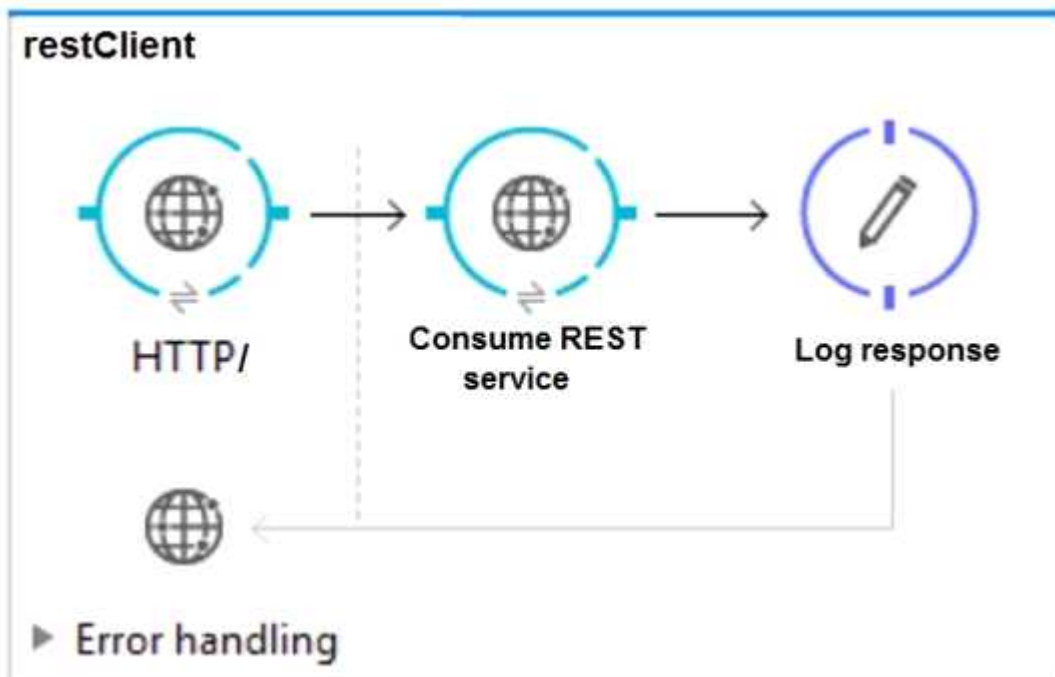 restClient
HTTP/
Consume REST
service
Log response
Error handling